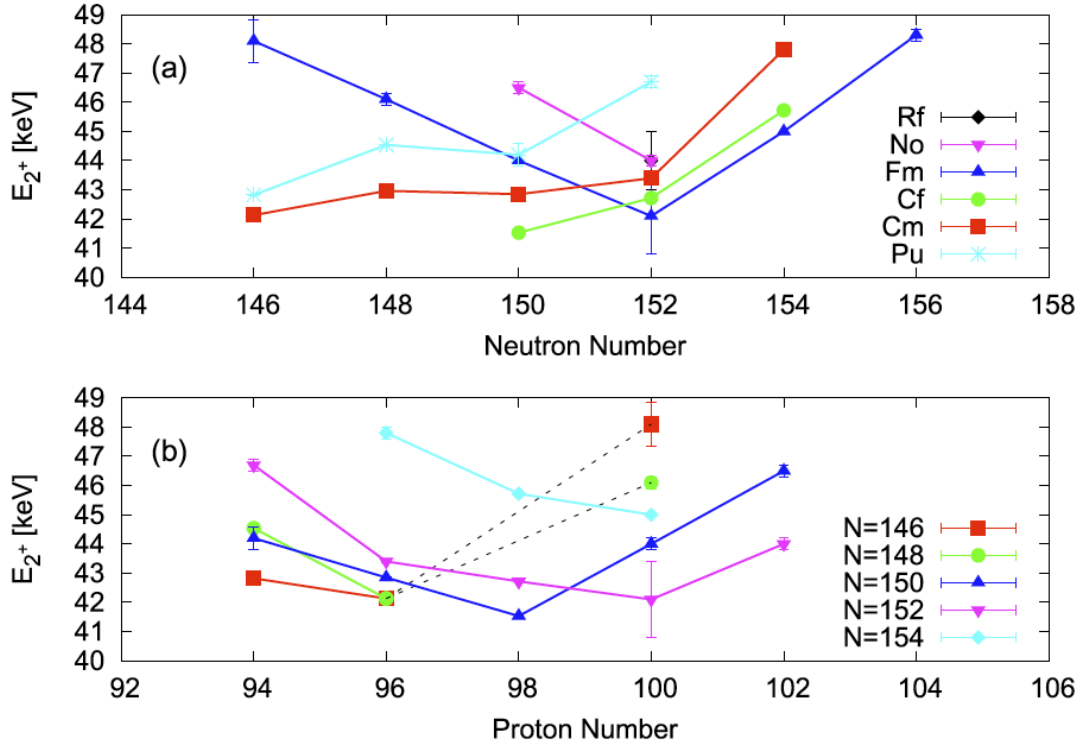 (a)
E2+ [keV]
49
48
47
46
45
44
43
42
41
40
Rf
No
Fm
Cf
Cm
Pu
144 146 148 150 152 154 156 158
Neutron Number
(b)
E2+ [keV]
49
48
47
46
45
44
43
42
41
40
N=146
N=148
N=150
N=152
N=154
92 94 96 98 100 102 104 106
Proton Number